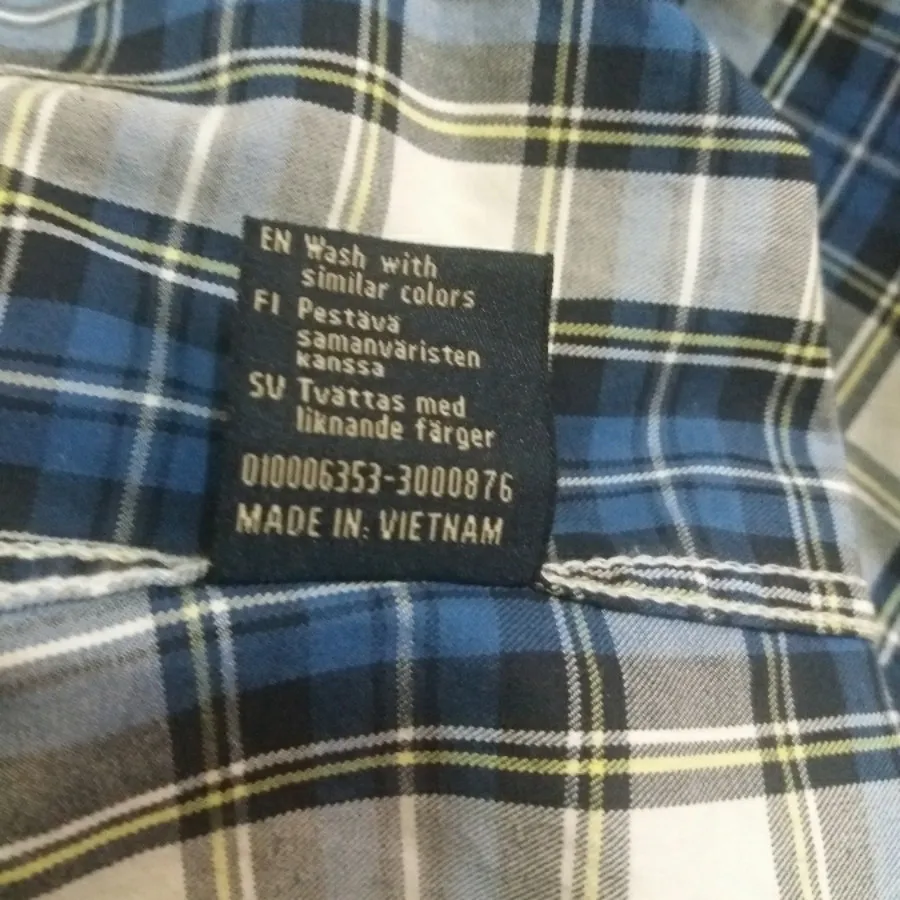 EN Wash with
similar colors
FI Pestävä
samanväristen
kanssa
SV Tvättas med
liknande färger
010006353-3000876
MADE IN: VIETNAM